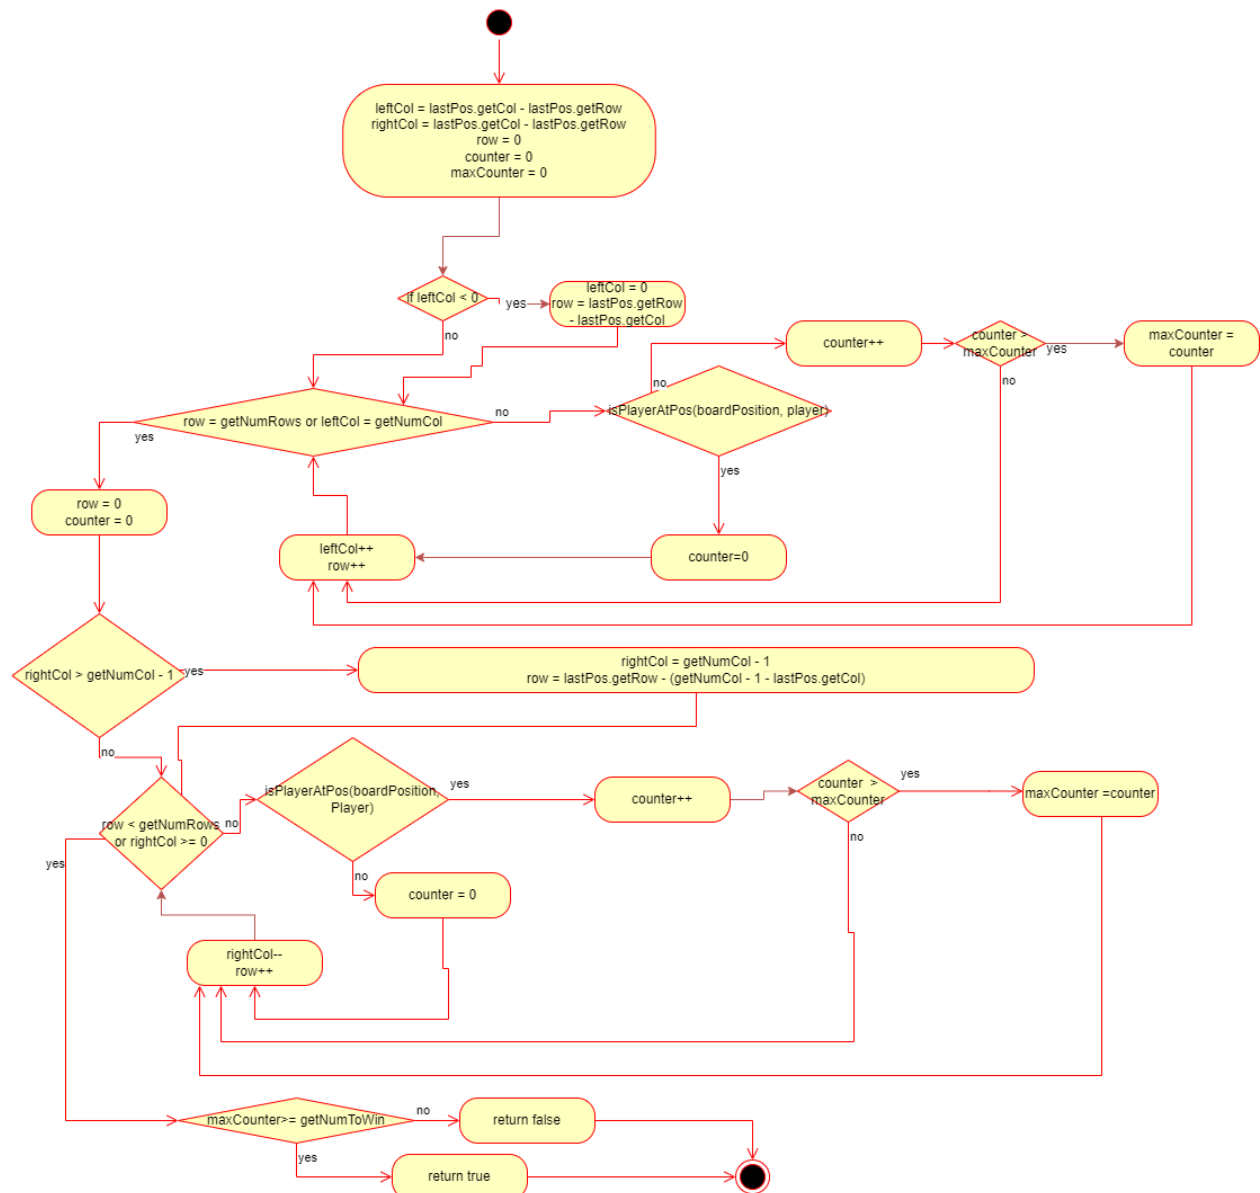 leftCol = lastPos.getCol - lastPos.getRow
rightCol = lastPos.getCol - lastPos.getRow
row = 0
counter = 0
maxCounter = 0
if leftCol < 0
yes
leftCol = 0
row = lastPos.getRow
- lastPos.getCol
no
counter++
counter >
maxCounter
yes
maxCounter =
counter
no
no
row = getNumRows or leftCol = getNumCol
no
isPlayerAtPos(boardPosition, player)
yes
yes
row = 0
counter = 0
leftCol++
row++
counter=0
rightCol > getNumCol - 1
yes
rightCol = getNumCol - 1
row = lastPos.getRow - (getNumCol - 1 - lastPos.getCol)
no
isPlayerAtPos(boardPosition,
Player)
yes
counter++
counter >
maxCounter
yes
maxCounter =counter
row < getNumRows
or rightCol >= 0
no
no
yes
no
counter = 0
rightCol--
row++
maxCounter>= getNumToWin
no
return false
yes
return true